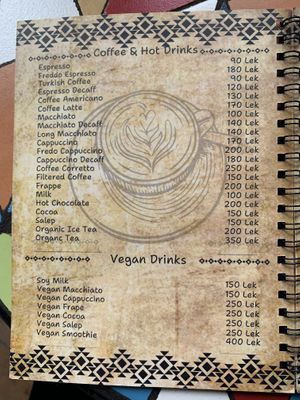 Coffee & Hot Drinks
Espresso 90 Lek
Freddo Espresso 180 Lek
Turkish Coffee 90 Lek
Espresso Decaff 120 Lek
Coffee Americano 130 Lek
Coffee Latte 170 Lek
Macchiato 100 Lek
Macchiato Decaff 140 Lek
Long Macchiato 140 Lek
Cappuccino 170 Lek
Fredo Cappuccino 200 Lek
Cappuccino Decaff 180 Lek
Coffee Corretto 250 Lek
Filtered Coffee 150 Lek
Frappe 200 Lek
Milk 100 Lek
Hot Chocolate 200 Lek
Cocoa 150 Lek
Salep 150 Lek
Organic Ice Tea 200 Lek
Organc Tea 350 Lek
Vegan Drinks
Soy Milk 150 Lek
Vegan Macchiato 150 Lek
Vegan Cappuccino 250 Lek
Vegan Frape 250 Lek
Vegan Cocoa 250 Lek
Vegan Salep 250 Lek
Vegan Smoothie 400 Lek